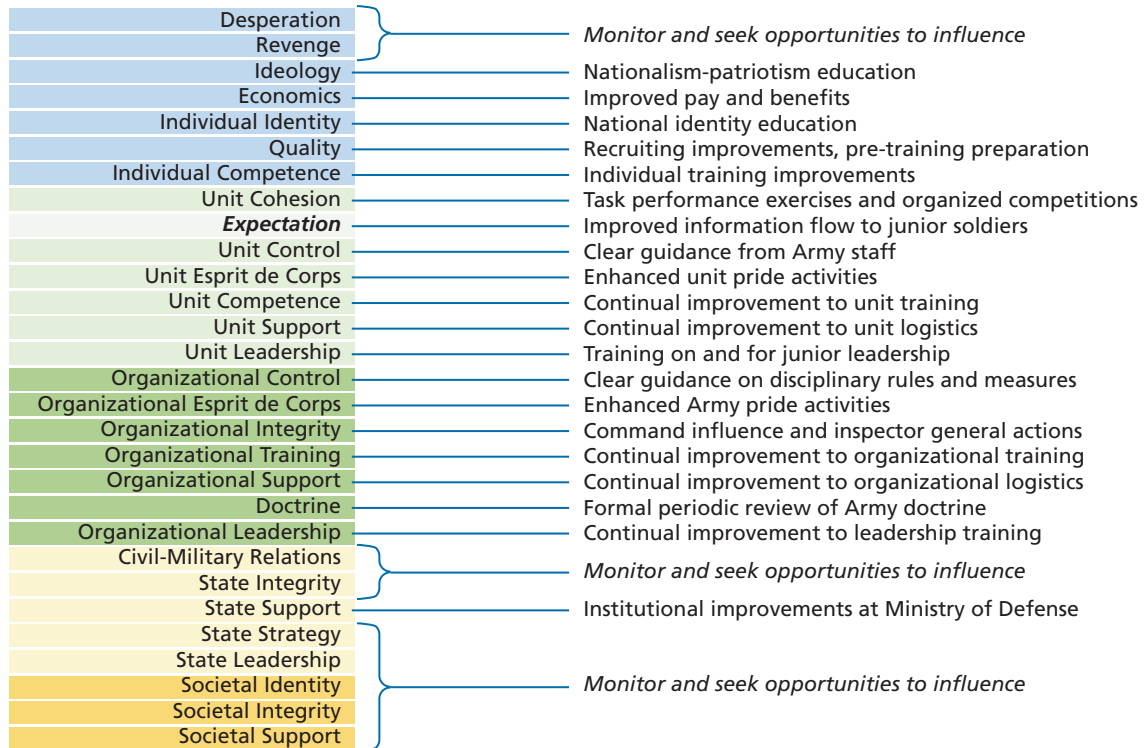 Desperation
Revenge
Monitor and seek opportunities to influence
Ideology Nationalism-patriotism education
Economics Improved pay and benefits
Individual Identity National identity education
Quality Recruiting improvements, pre-training preparation
Individual Competence Individual training improvements
Unit Cohesion Task performance exercises and organized competitions
Expectation Improved information flow to junior soldiers
Unit Control Clear guidance from Army staff
Unit Esprit de Corps Enhanced unit pride activities
Unit Competence Continual improvement to unit training
Unit Support Continual improvement to unit logistics
Unit Leadership Training on and for junior leadership
Organizational Control Clear guidance on disciplinary rules and measures
Organizational Esprit de Corps Enhanced Army pride activities
Organizational Integrity Command influence and inspector general actions
Organizational Training Continual improvement to organizational training
Organizational Support Continual improvement to organizational logistics
Doctrine Formal periodic review of Army doctrine
Organizational Leadership Continual improvement to leadership training
Civil-Military Relations
State Integrity
Monitor and seek opportunities to influence
State Support Institutional improvements at Ministry of Defense
State Strategy
State Leadership
Societal Identity
Societal Integrity
Societal Support
Monitor and seek opportunities to influence